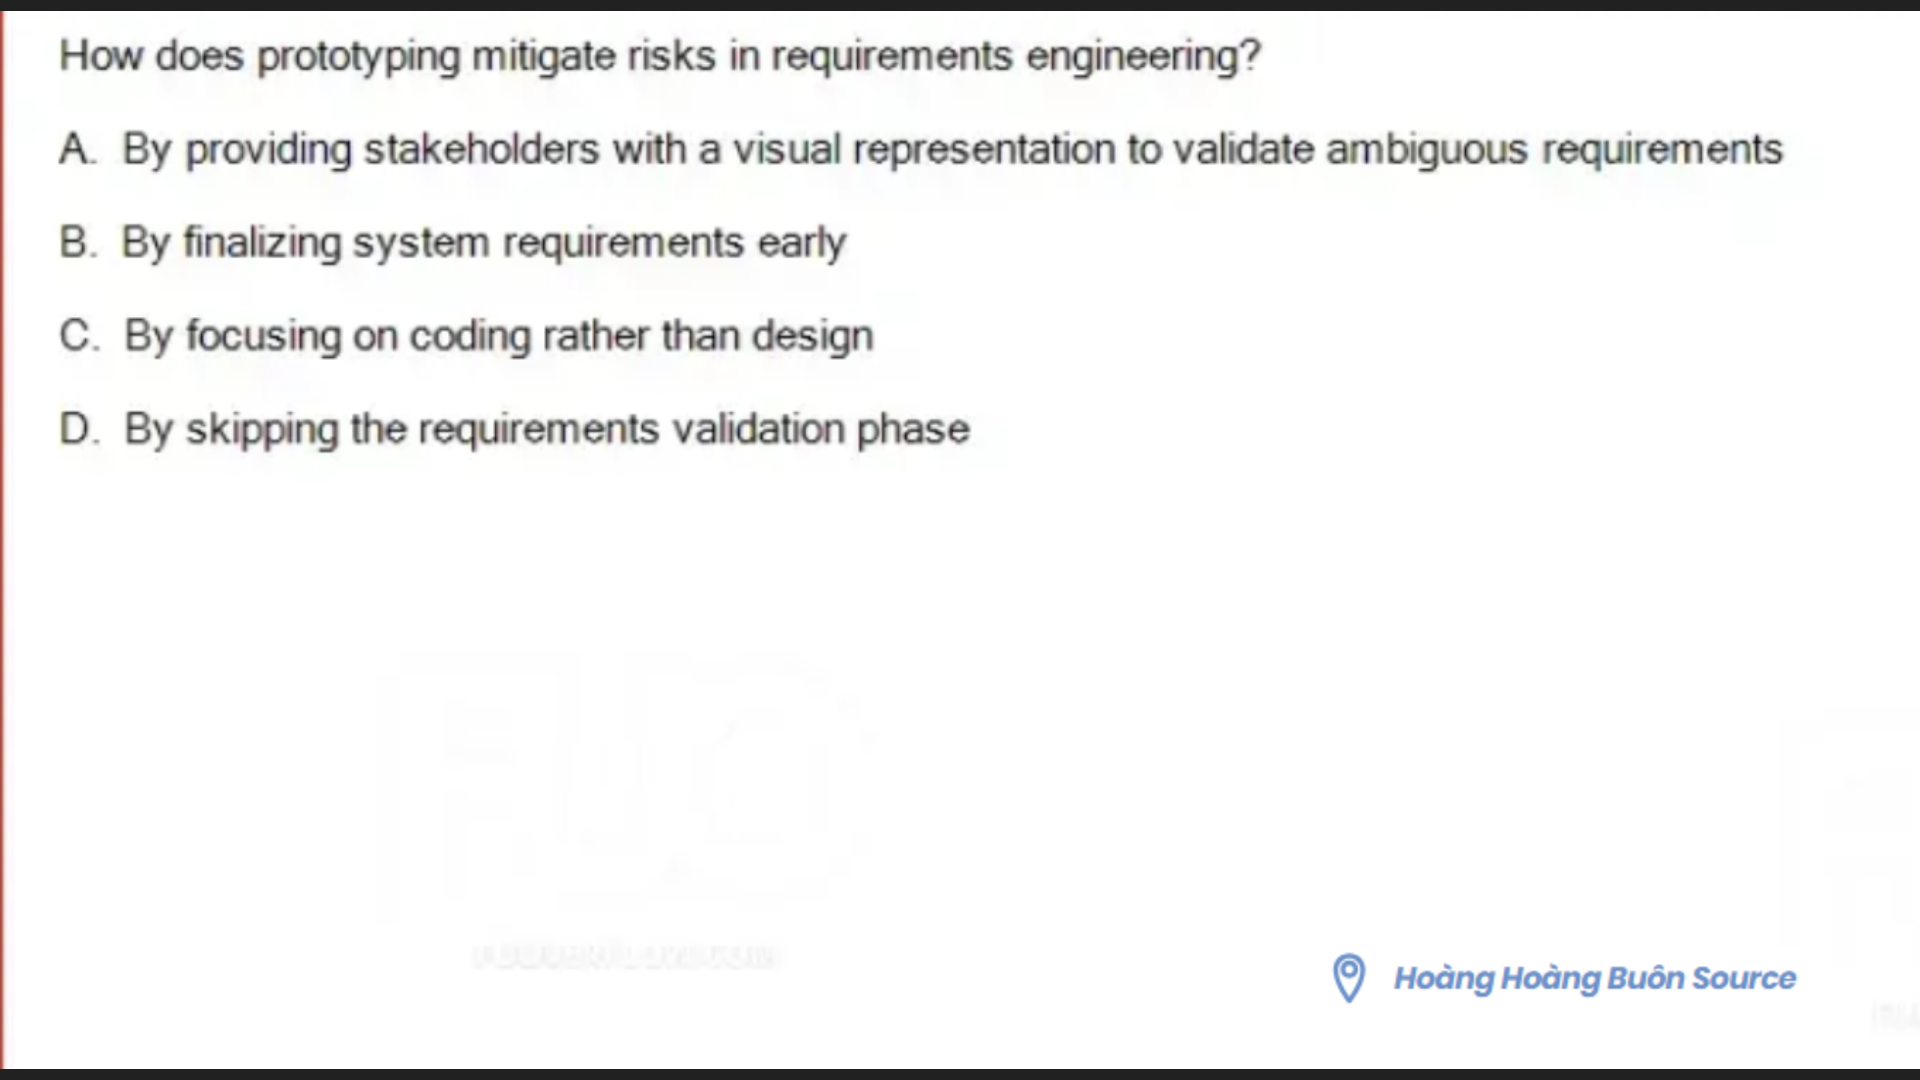 How does prototyping mitigate risks in requirements engineering?
A. By providing stakeholders with a visual representation to validate ambiguous requirements
B. By finalizing system requirements early
C. By focusing on coding rather than design
D. By skipping the requirements validation phase
Hoàng Hoàng Buôn Source